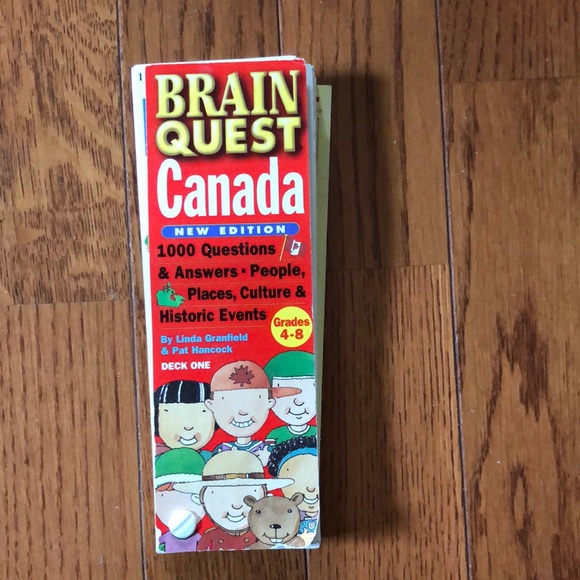 1
BRAIN
QUEST
Canada
NEW EDITION
1000 Questions
& Answers • People,
Places, Culture &
Historic Events
Grades
4-8
By Linda Granfield
& Pat Hancock
DECK ONE